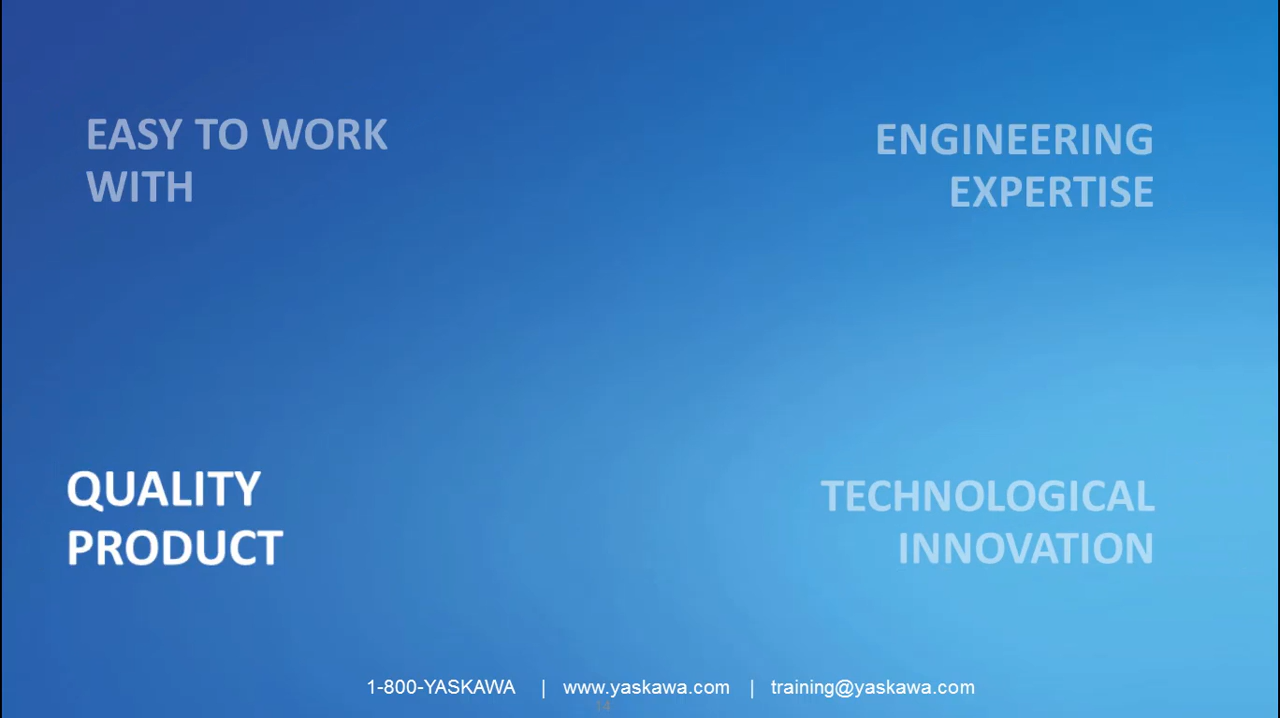 EASY TO WORK
WITH
ENGINEERING
EXPERTISE
QUALITY
PRODUCT
TECHNOLOGICAL
INNOVATION
1-800-YASKAWA | www.yaskawa.com | training@yaskawa.com
14